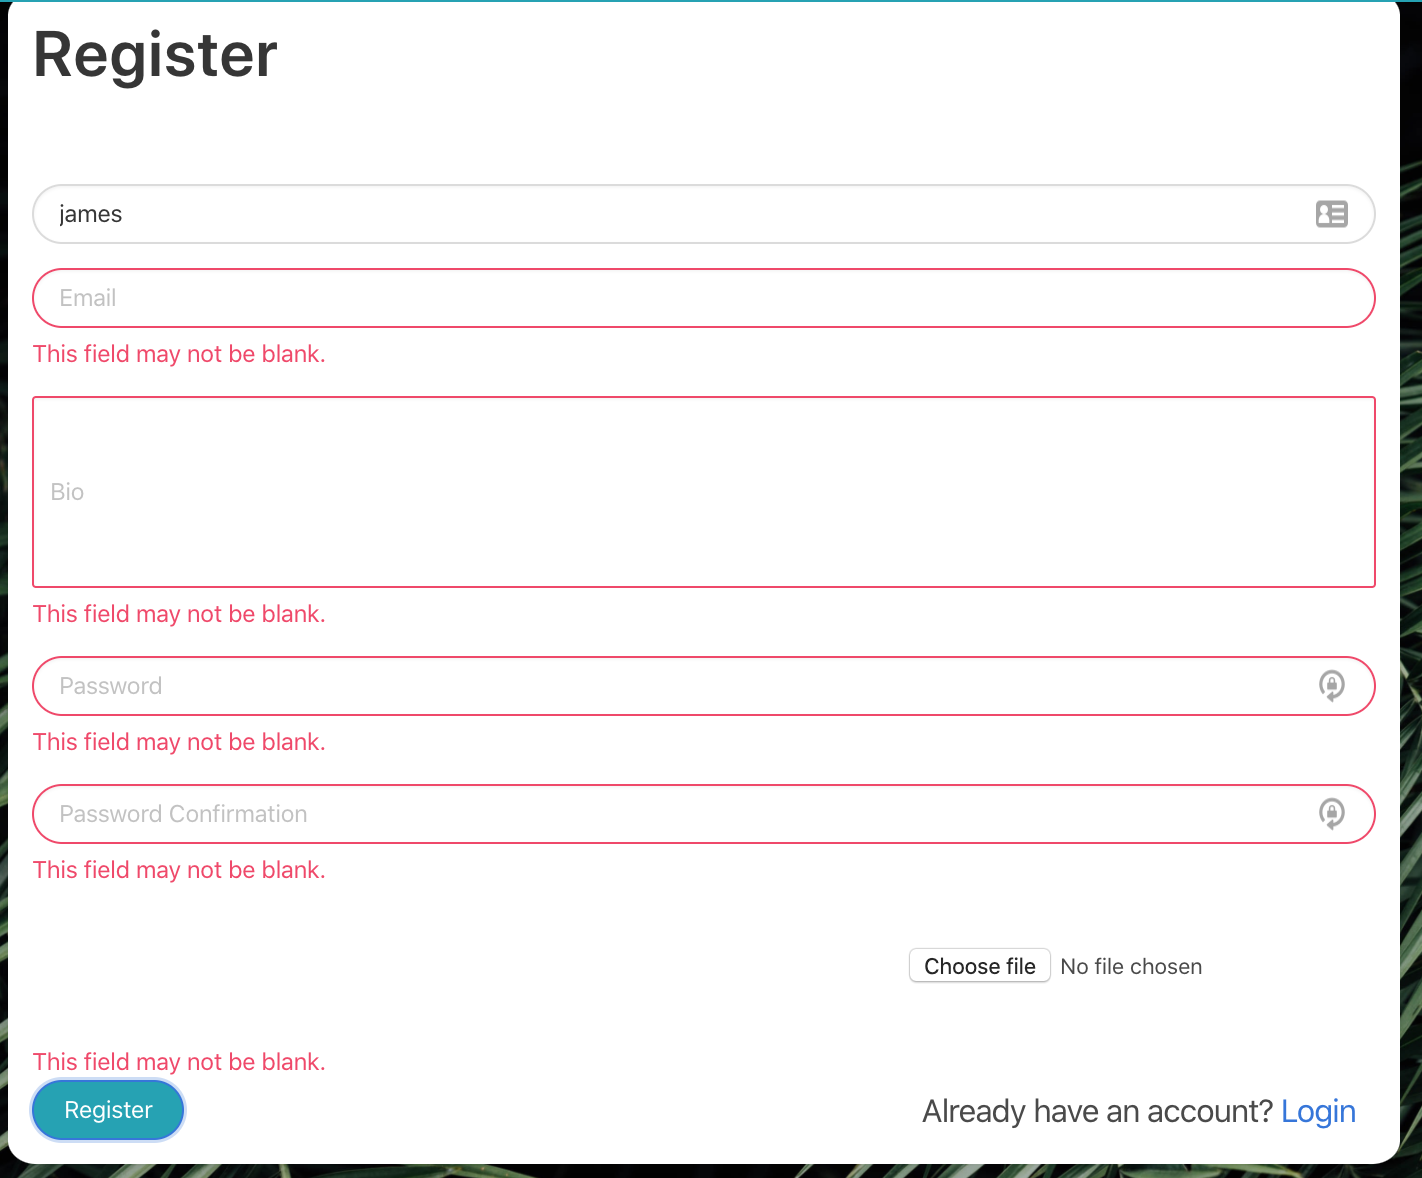 Register
james
Email
This field may not be blank.
Bio
This field may not be blank.
Password
This field may not be blank.
Password Confirmation
This field may not be blank.
Choose file No file chosen
This field may not be blank.
Register Already have an account? Login